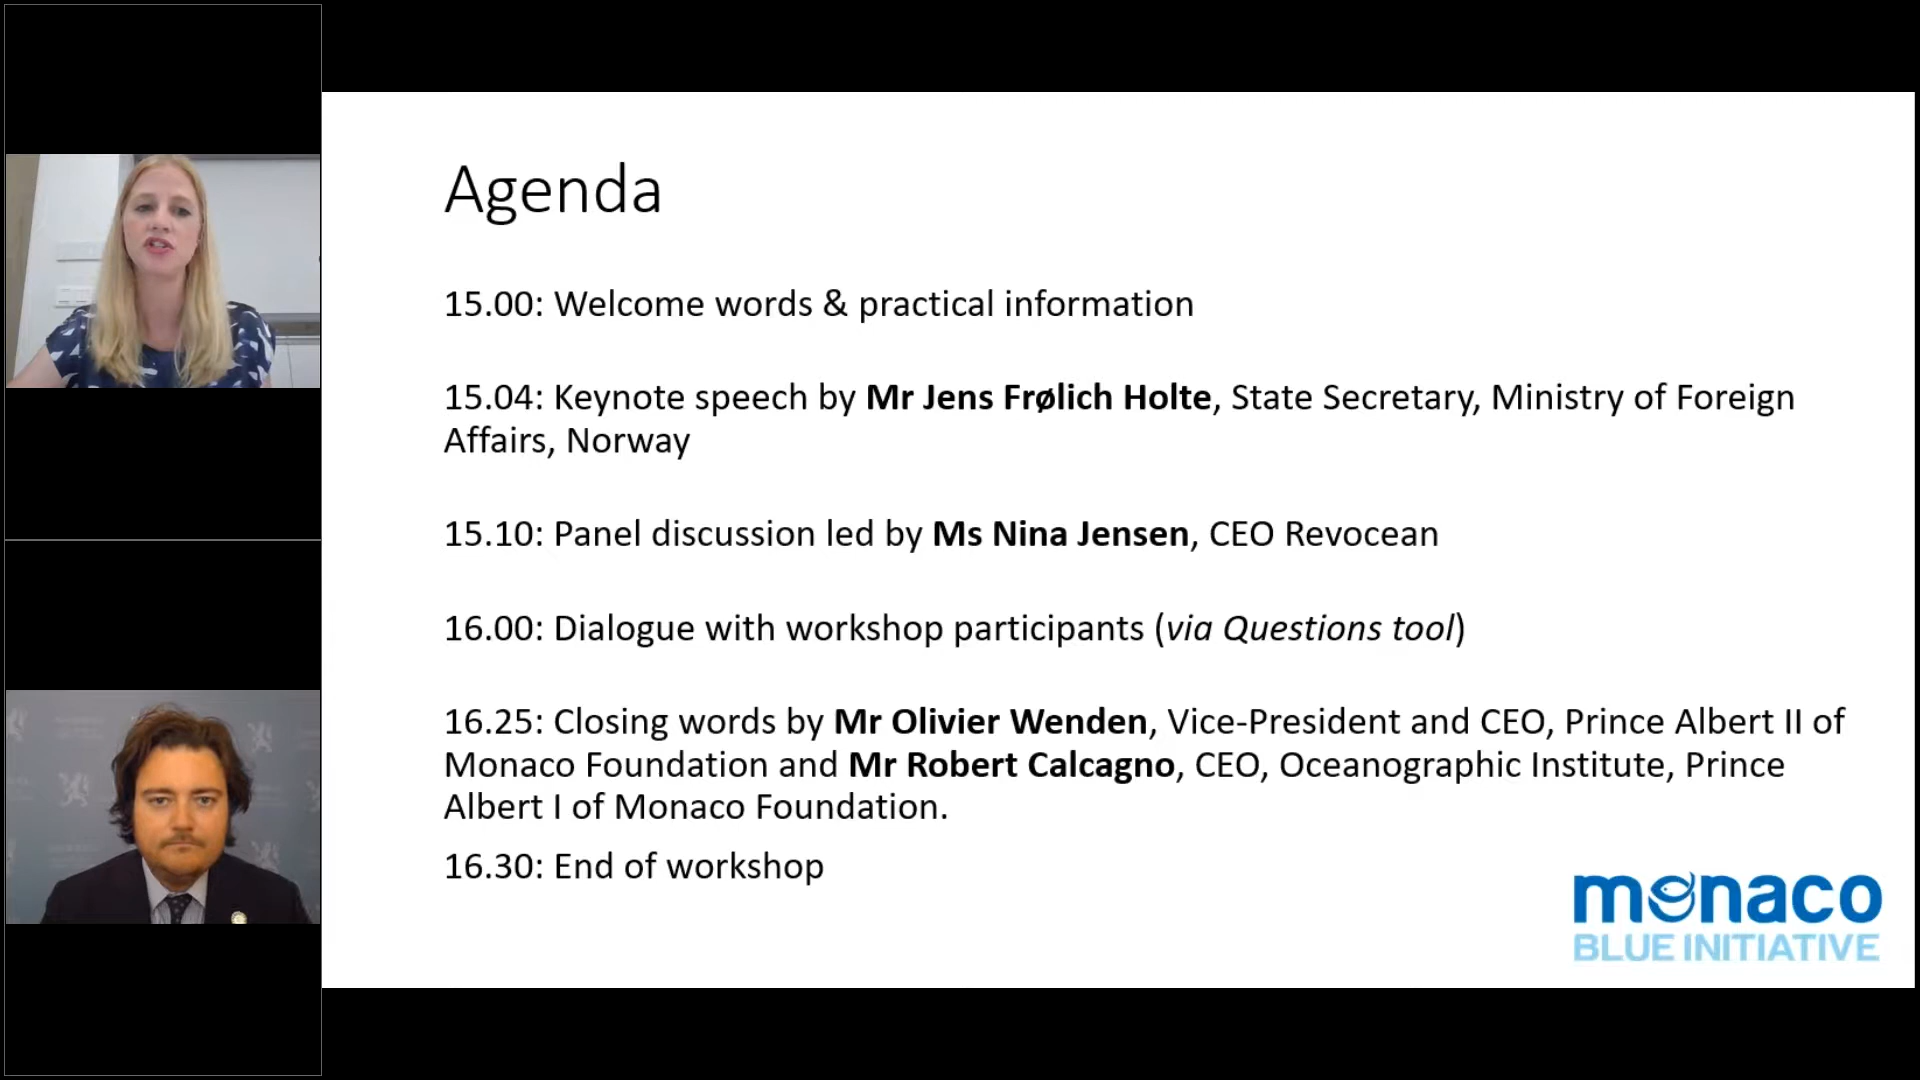 Agenda
15.00: Welcome words & practical information
15.04: Keynote speech by Mr Jens Frølich Holte, State Secretary, Ministry of Foreign
Affairs, Norway
15.10: Panel discussion led by Ms Nina Jensen, CEO Revocean
16.00: Dialogue with workshop participants (via Questions tool)
16.25: Closing words by Mr Olivier Wenden, Vice-President and CEO, Prince Albert II of
Monaco Foundation and Mr Robert Calcagno, CEO, Oceanographic Institute, Prince
Albert I of Monaco Foundation.
16.30: End of workshop
monaco
BLUE INITIATIVE